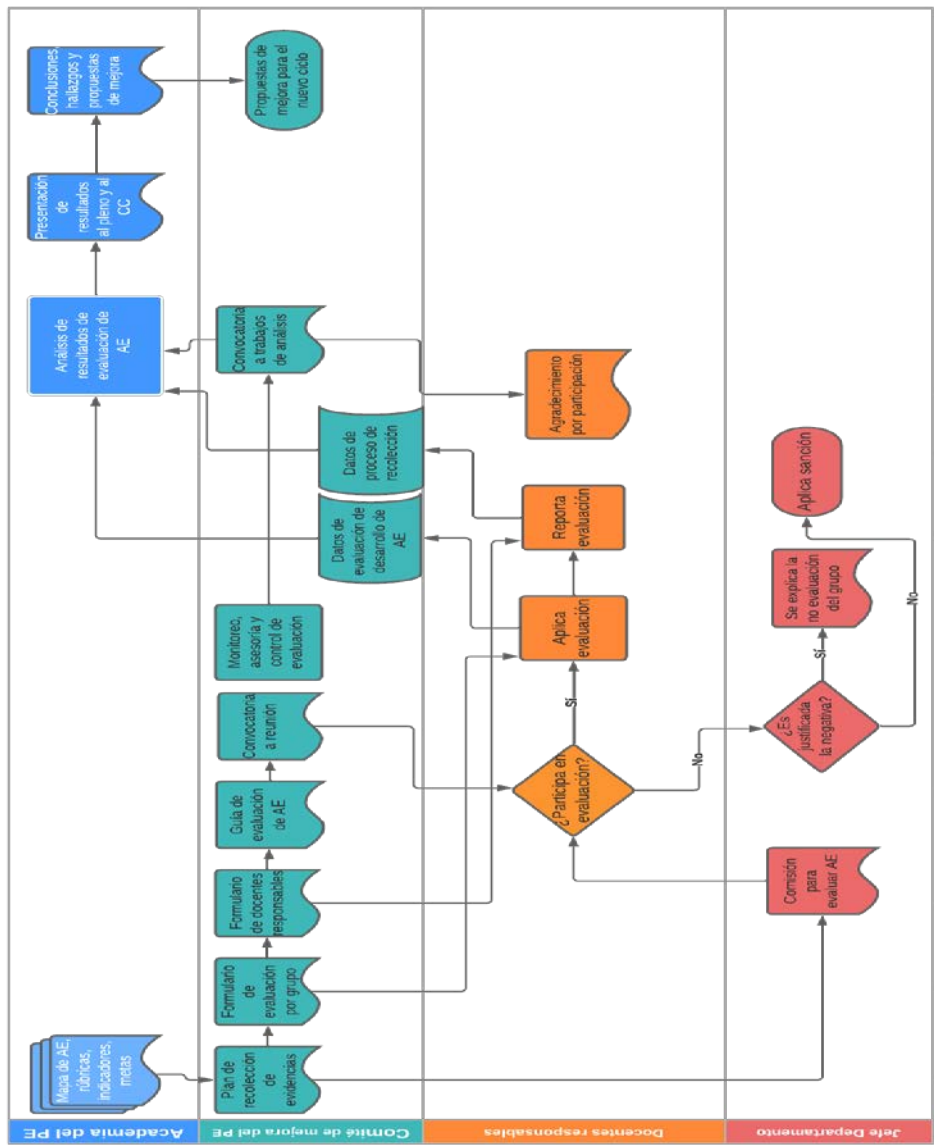 Academia del PE
Mapa de AE,
rúbricas,
indicadores,
metas
Análisis de
resultados de
evaluación de
AE
Presentación
de
resultados
al pleno y al
CC
Conclusiones,
hallazgos y
propuestas
de mejora
Comité de mejora del PE
Plan de
recolección
de
evidencias
Formulario
de
evaluación
por grupo
Formulario
de docentes
responsables
Guía de
evaluación
de AE
Convocatoria
a reunión
Monitoreo,
asesoría y
control de
evaluación
Datos de
evaluación de
desarrollo de
AE
Datos de
proceso de
recolección
Convocatoria
a trabajos
de análisis
Propuestas de
mejora para el
nuevo ciclo
Docentes responsables
¿Participa en
evaluación?
Sí
No
Aplica
evaluación
Reporta
evaluación
Agradecimiento
por participación
Jefe Departamento
Comisión
para
evaluar AE
¿Es
justificada
la negativa?
Sí
No
Se explica la
no evaluación
del grupo
Aplica sanción